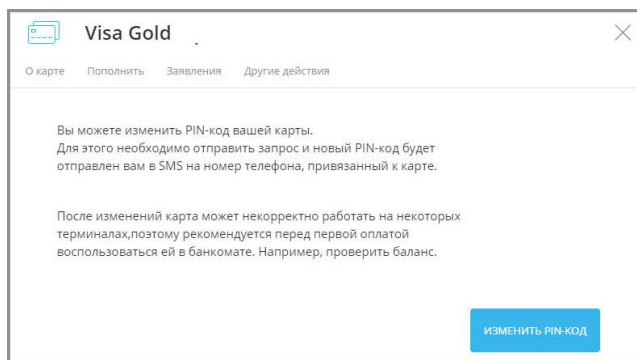 Visa Gold
О карте Пополнить Заявления Другие действия
Вы можете изменить PIN-код вашей карты.
Для этого необходимо отправить запрос и новый PIN-код будет
отправлен вам в SMS на номер телефона, привязанный к карте.
После изменений карта может некорректно работать на некоторых
терминалах,поэтому рекомендуется перед первой оплатой
воспользоваться ей в банкомате. Например, проверить баланс.
ИЗМЕНИТЬ PIN-КОД